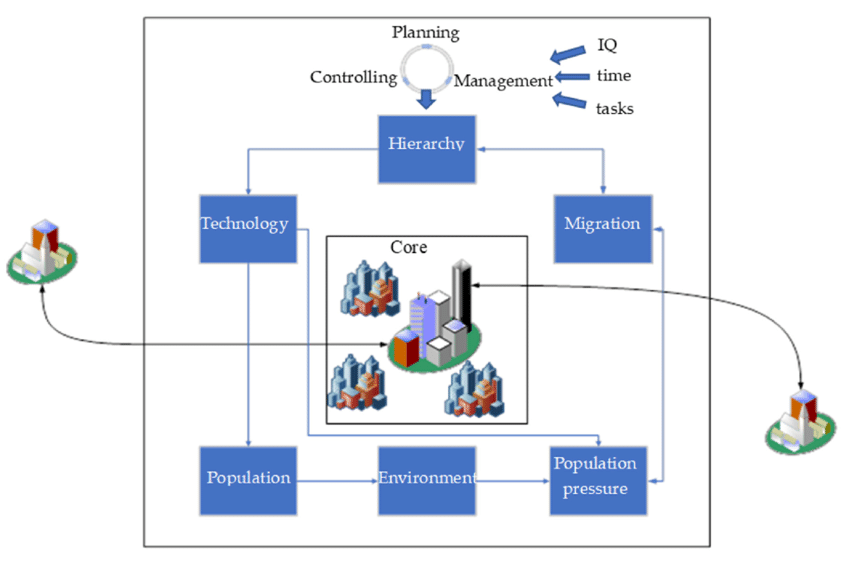 Planning
IQ
Controlling
Management
time
tasks
Hierarchy
Technology
Migration
Core
Population
Environment
Population
pressure